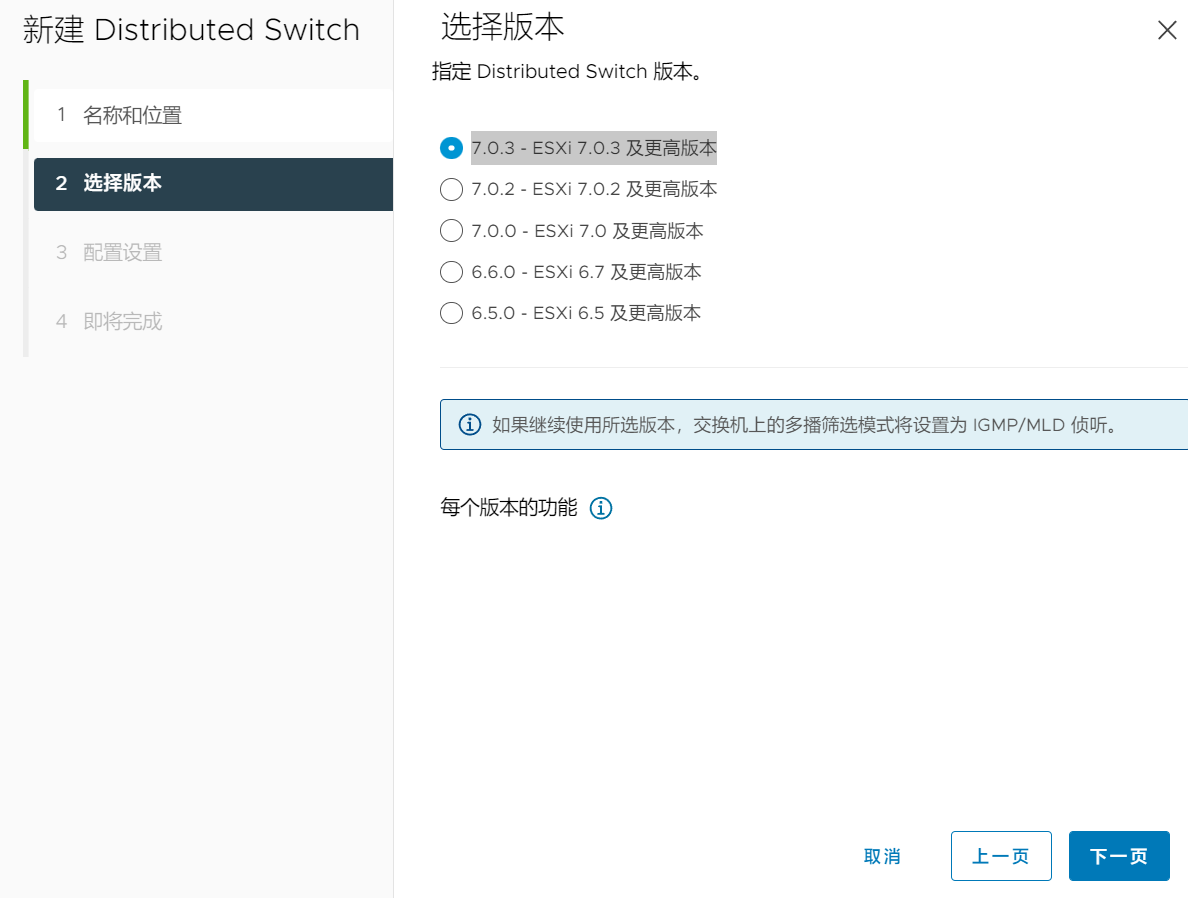 新建 Distributed Switch
1 名称和位置
2 选择版本
3 配置设置
4 即将完成
选择版本
指定 Distributed Switch 版本。
7.0.3 - ESXi 7.0.3 及更高版本
7.0.2 - ESXi 7.0.2 及更高版本
7.0.0 - ESXi 7.0 及更高版本
6.6.0 - ESXi 6.7 及更高版本
6.5.0 - ESXi 6.5 及更高版本
如果继续使用所选版本，交换机上的多播筛选模式将设置为 IGMP/MLD 侦听。
每个版本的功能
取消
上一页
下一页